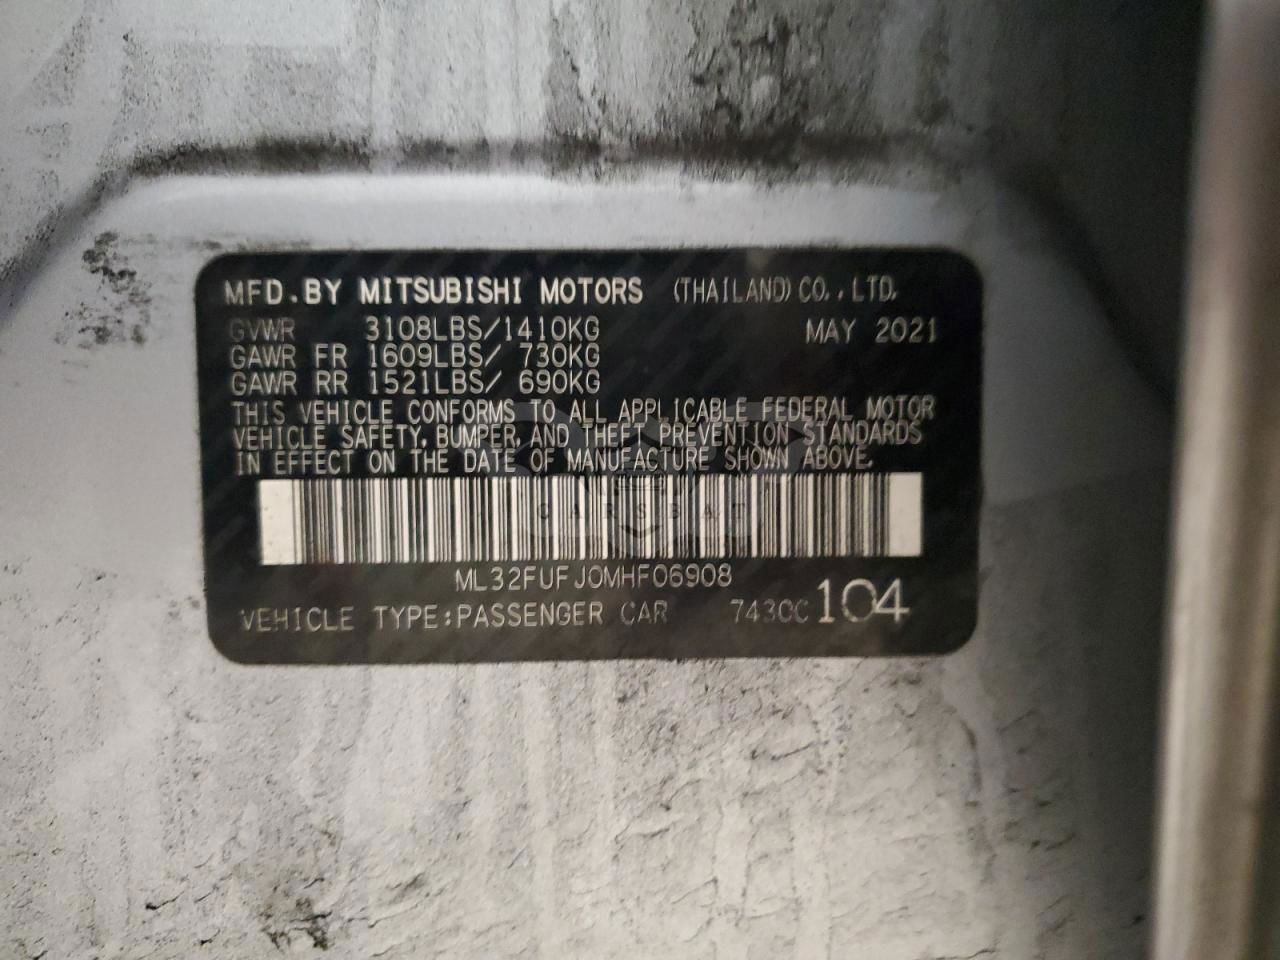 MFD.BY MITSUBISHI MOTORS (THAILAND) CO.,LTD.
GVWR 3108LBS/1410KG MAY 2021
GAWR FR 1609LBS/ 730KG
GAWR RR 1521LBS/ 690KG
THIS VEHICLE CONFORMS TO ALL APPLICABLE FEDERAL MOTOR
VEHICLE SAFETY, BUMPER, AND THEFT PREVENTION STANDARDS
IN EFFECT ON THE DATE OF MANUFACTURE SHOWN ABOVE.
CARSBAT
ML32FUFJ0MHF06908
VEHICLE TYPE:PASSENGER CAR 7430C 104